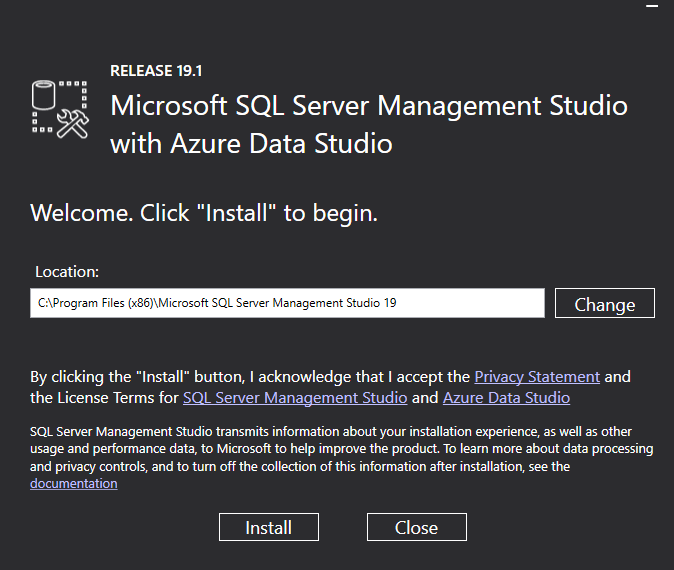 RELEASE 19.1
Microsoft SQL Server Management Studio
with Azure Data Studio
Welcome. Click "Install" to begin.
Location:
C:\Program Files (x86)\Microsoft SQL Server Management Studio 19
Change
By clicking the "Install" button, I acknowledge that I accept the Privacy Statement and
the License Terms for SQL Server Management Studio and Azure Data Studio
SQL Server Management Studio transmits information about your installation experience, as well as other
usage and performance data, to Microsoft to help improve the product. To learn more about data processing
and privacy controls, and to turn off the collection of this information after installation, see the
documentation
Install
Close